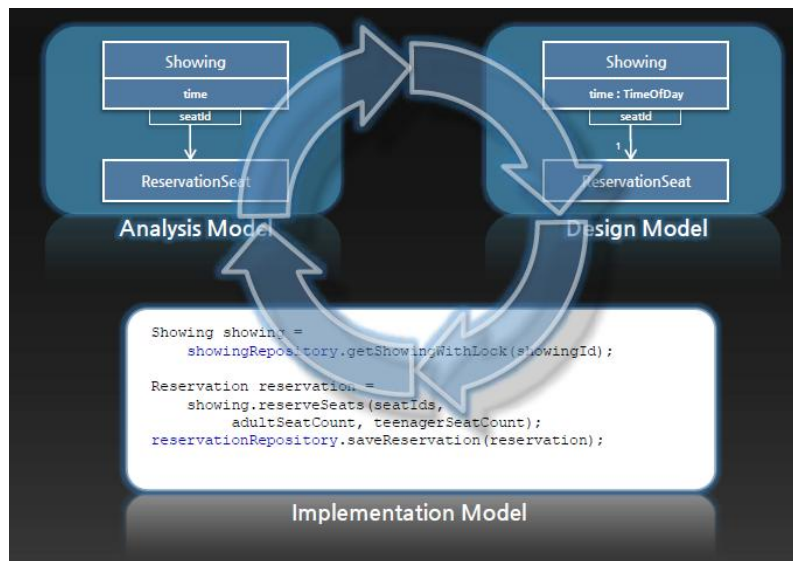 Showing
time
seatId
ReservationSeat
Analysis Model
Showing
time : TimeOfDay
seatId
1
ReservationSeat
Design Model
Showing showing =
showingRepository.getShowingWithLock(showingId);
Reservation reservation =
showing.reserveSeats(seatIds,
adultSeatCount, teenagerSeatCount);
reservationRepository.saveReservation(reservation);
Implementation Model